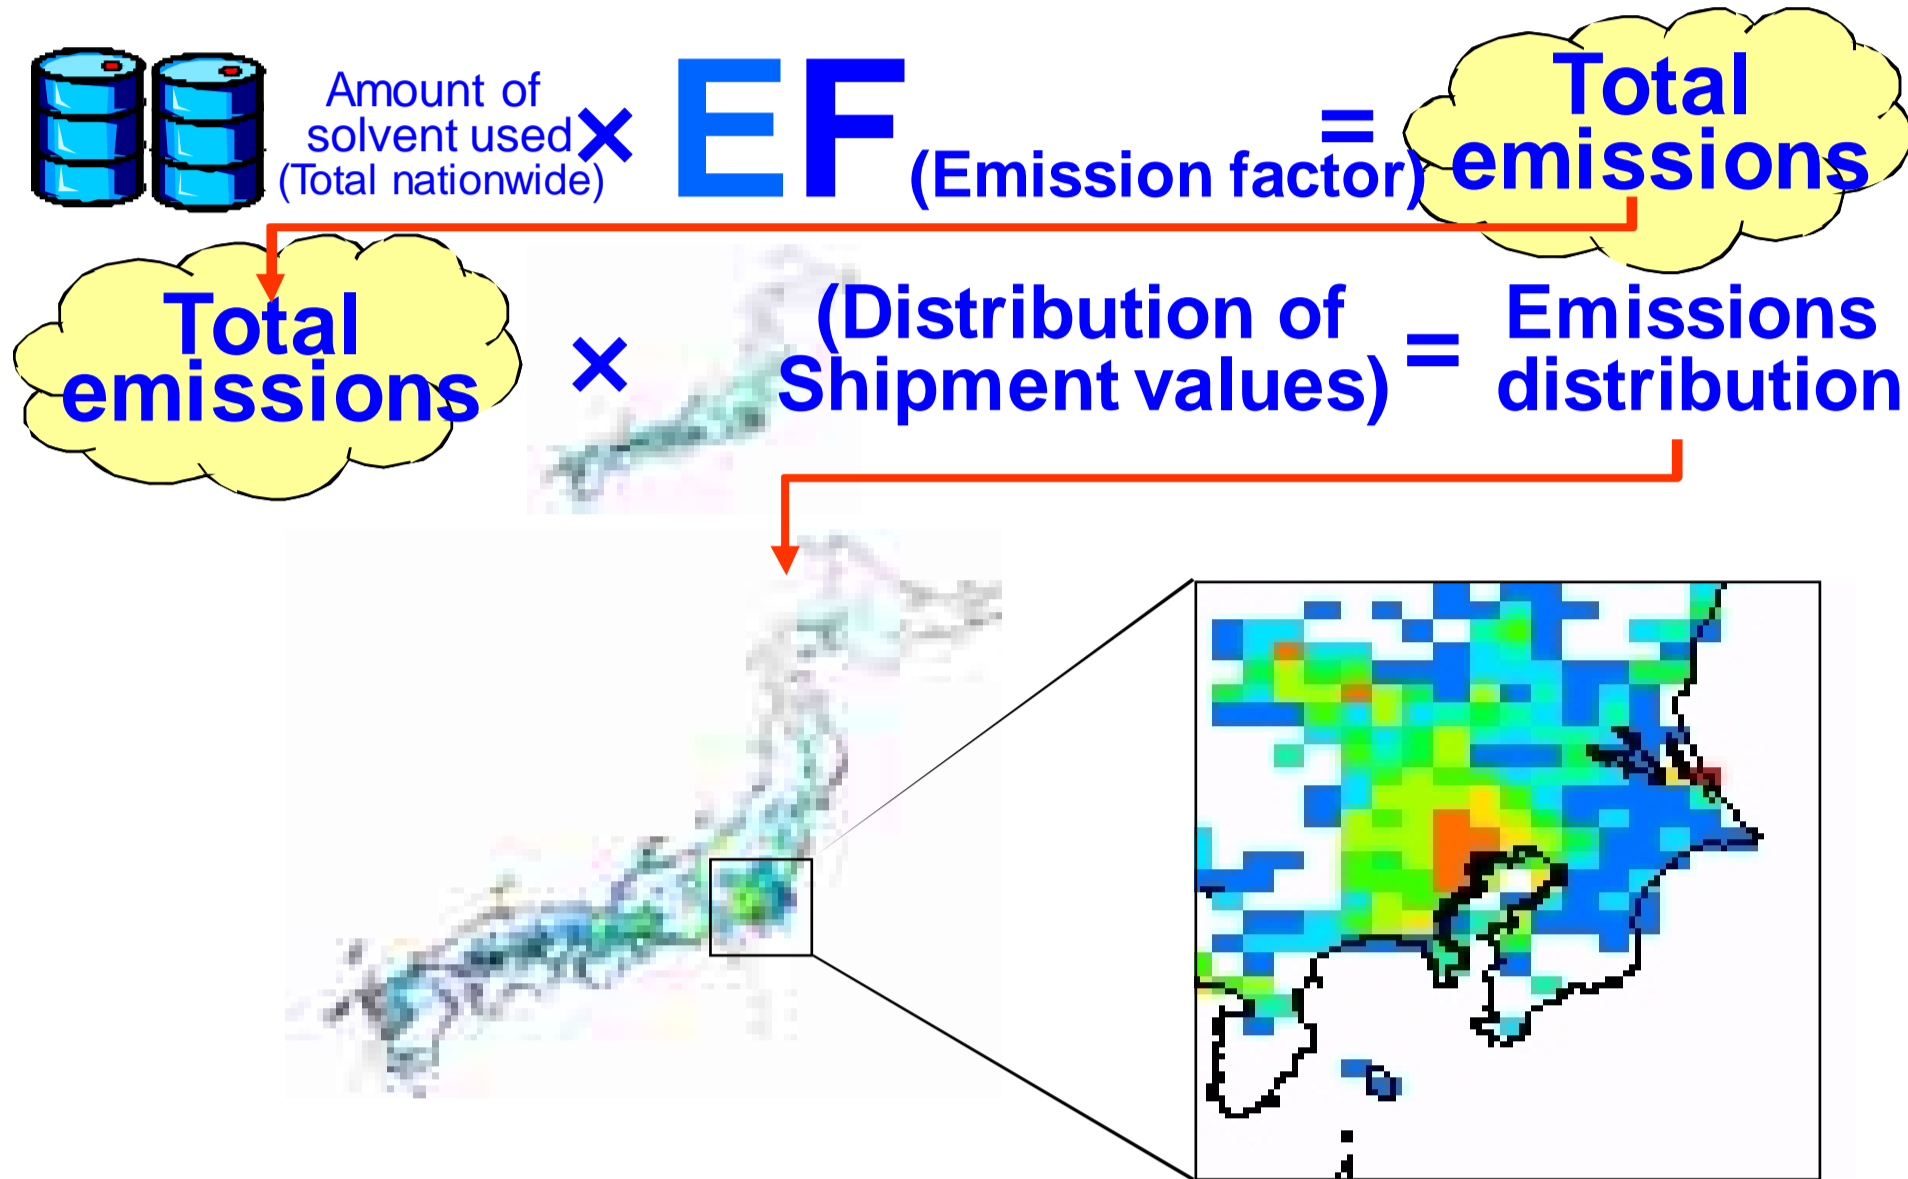 Amount of
solvent used
(Total nationwide)
×
EF
(Emission factor)
=
Total
emissions
Total
emissions
×
(Distribution of
Shipment values)
=
Emissions
distribution